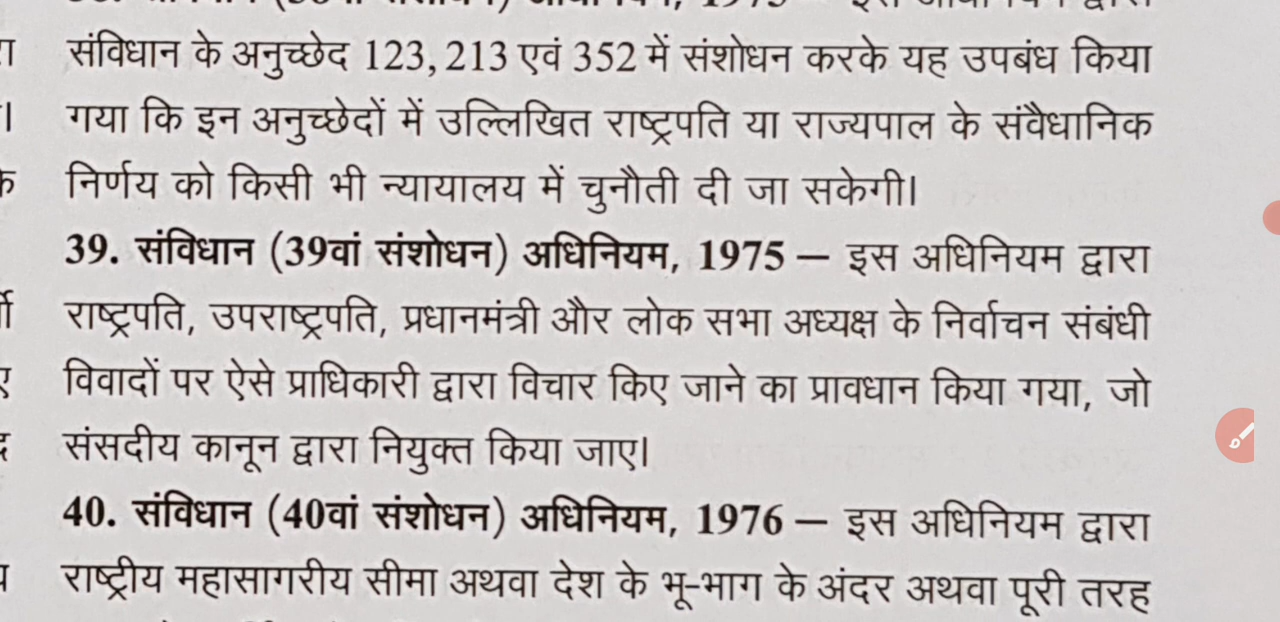 संविधान के अनुच्छेद 123, 213 एवं 352 में संशोधन करके यह उपबंध किया
गया कि इन अनुच्छेदों में उल्लिखित राष्ट्रपति या राज्यपाल के संवैधानिक
निर्णय को किसी भी न्यायालय में चुनौती दी जा सकेगी।
39. संविधान (39वां संशोधन) अधिनियम, 1975 — इस अधिनियम द्वारा
राष्ट्रपति, उपराष्ट्रपति, प्रधानमंत्री और लोक सभा अध्यक्ष के निर्वाचन संबंधी
विवादों पर ऐसे प्राधिकारी द्वारा विचार किए जाने का प्रावधान किया गया, जो
संसदीय कानून द्वारा नियुक्त किया जाए।
40. संविधान (40वां संशोधन) अधिनियम, 1976 — इस अधिनियम द्वारा
राष्ट्रीय महासागरीय सीमा अथवा देश के भू-भाग के अंदर अथवा पूरी तरह